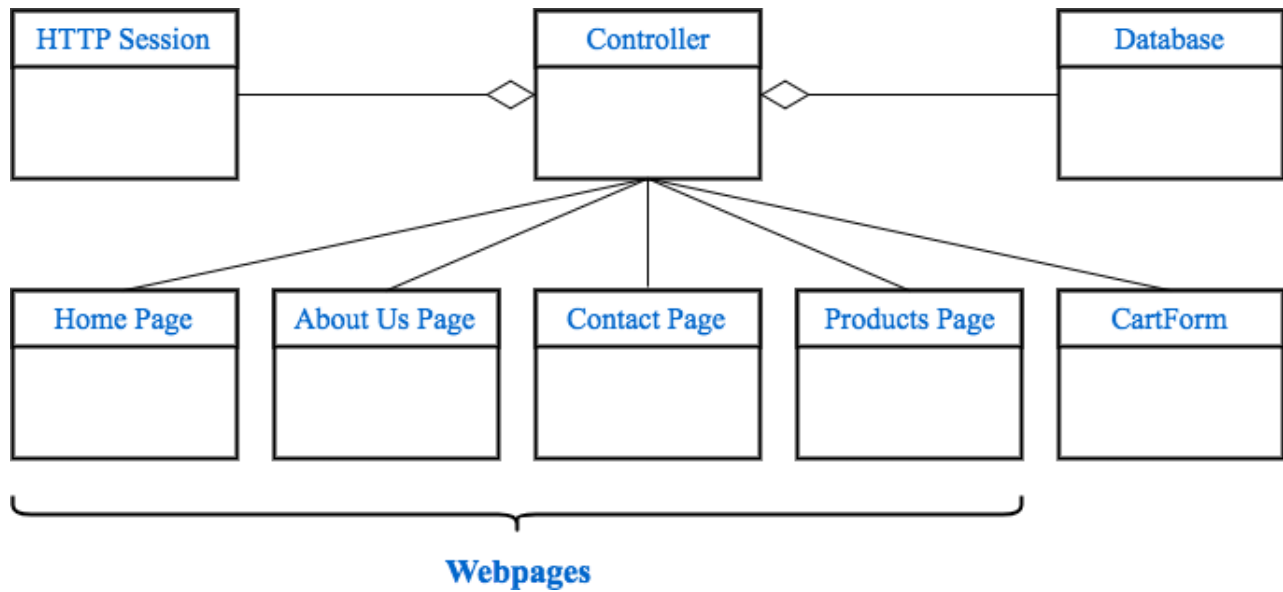 HTTP Session
Controller
Database
Home Page
About Us Page
Contact Page
Products Page
CartForm
Webpages